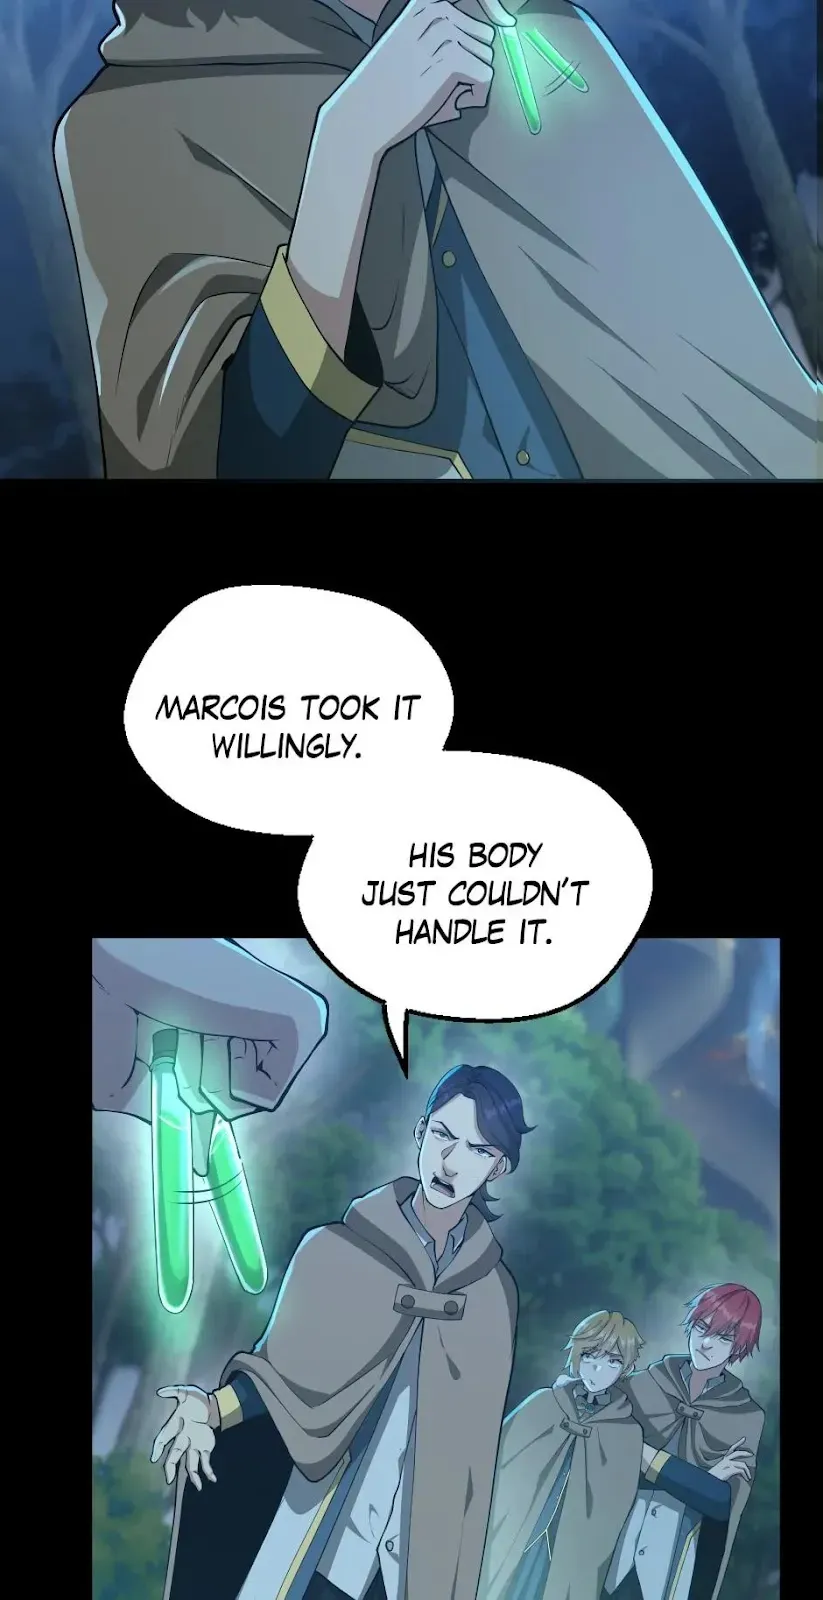 MARCOIS TOOK IT
WILLINGLY.
HIS BODY
JUST COULDN'T
HANDLE IT.